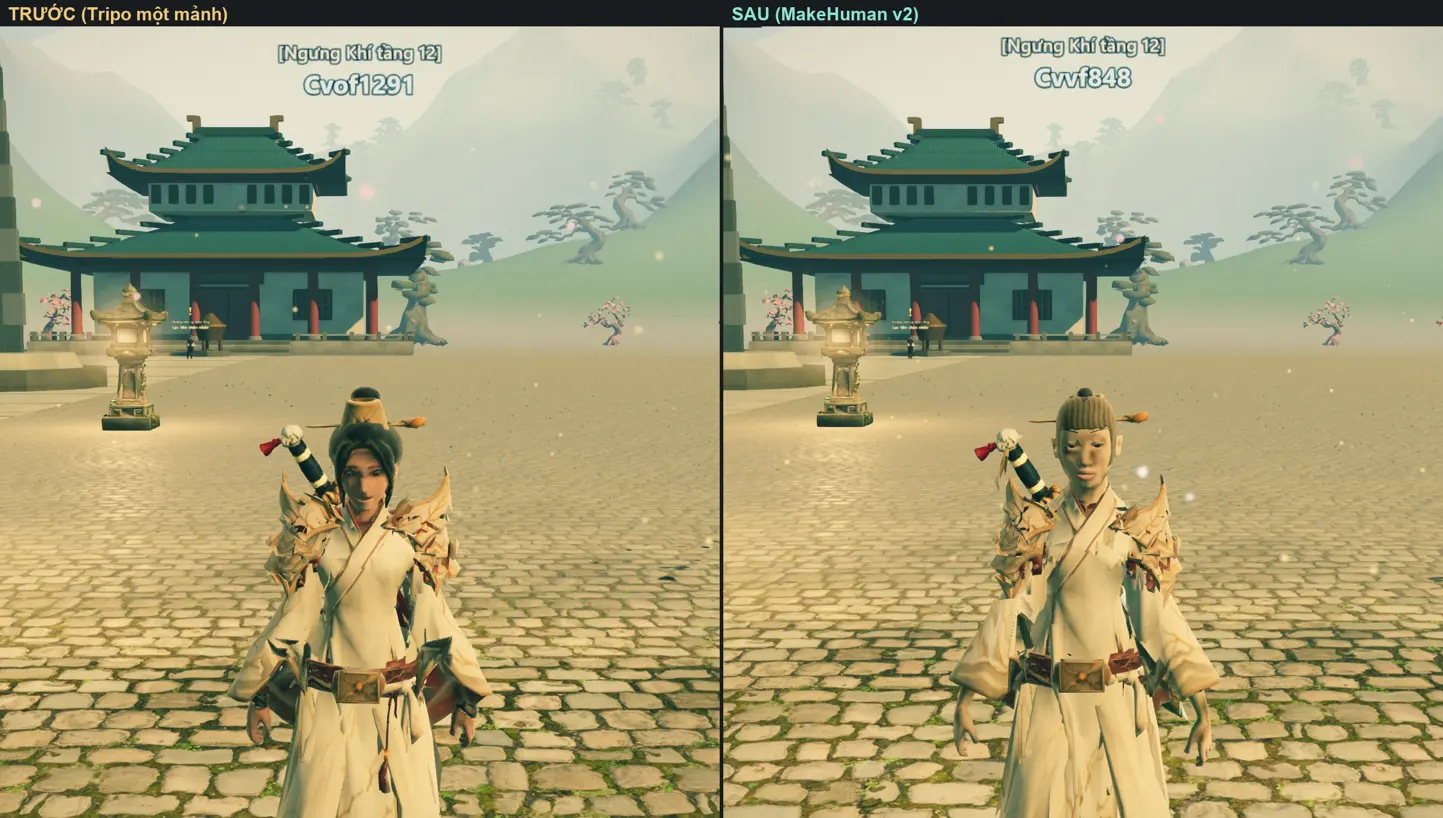 TRƯỚC (Tripo một mảnh)
[Ngưng Khí tầng 12]
Cvof1291
SAU (MakeHuman v2)
[Ngưng Khí tầng 12]
Cvvf848